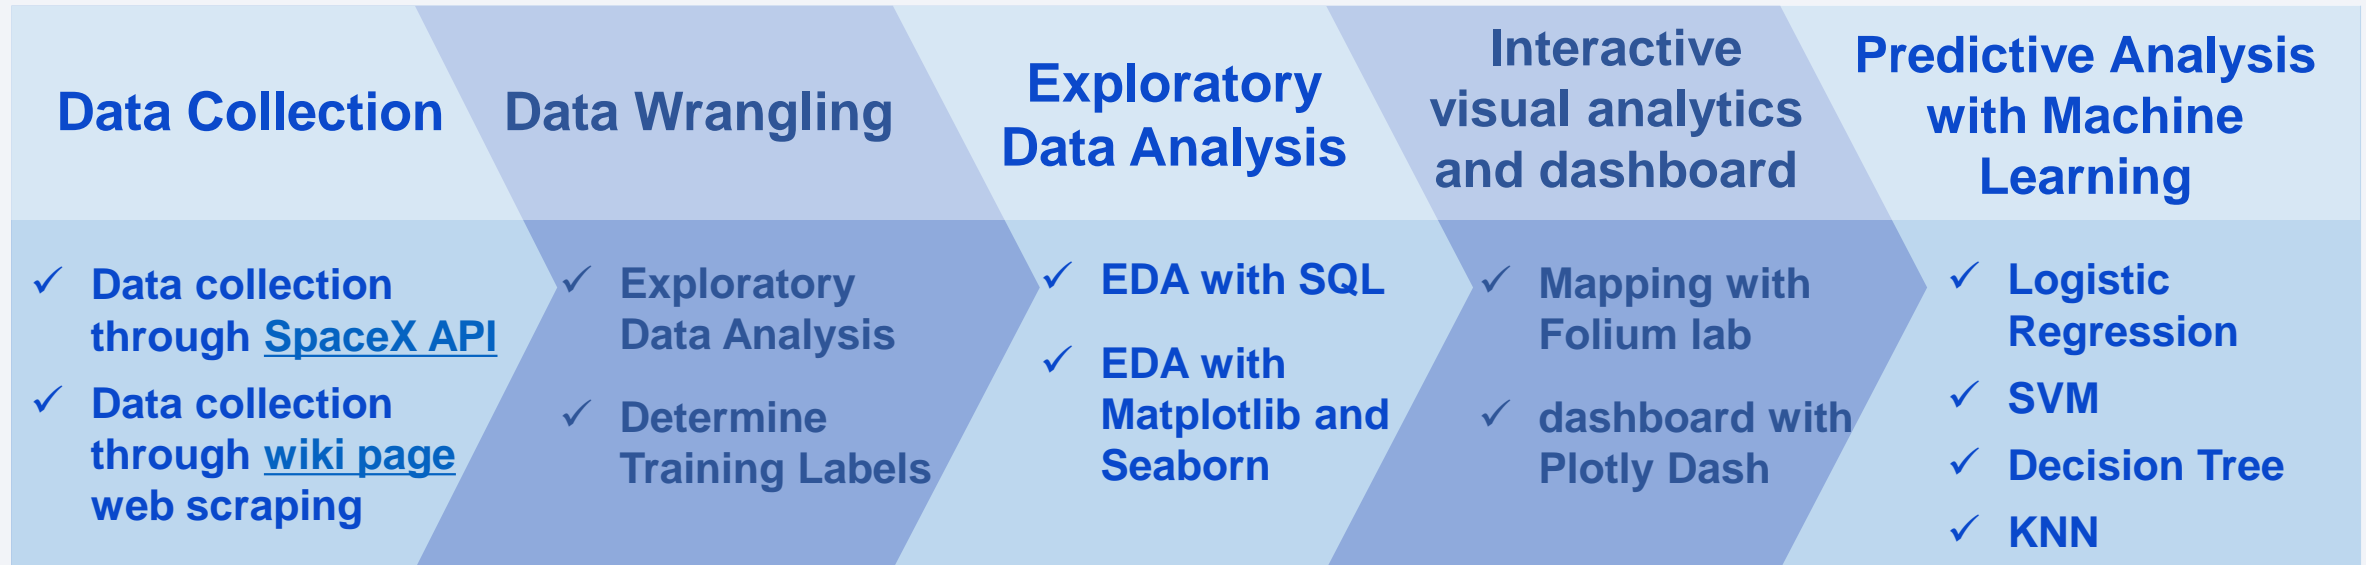 Data Collection
Data Wrangling
Exploratory
Data Analysis
Interactive
visual analytics
and dashboard
Predictive Analysis
with Machine
Learning
✓ Data collection
through SpaceX API
✓ Data collection
through wiki page
web scraping
✓ Exploratory
Data Analysis
✓ Determine
Training Labels
✓ EDA with SQL
✓ EDA with
Matplotlib and
Seaborn
✓ Mapping with
Folium lab
✓ dashboard with
Plotly Dash
✓ Logistic
Regression
✓ SVM
✓ Decision Tree
✓ KNN